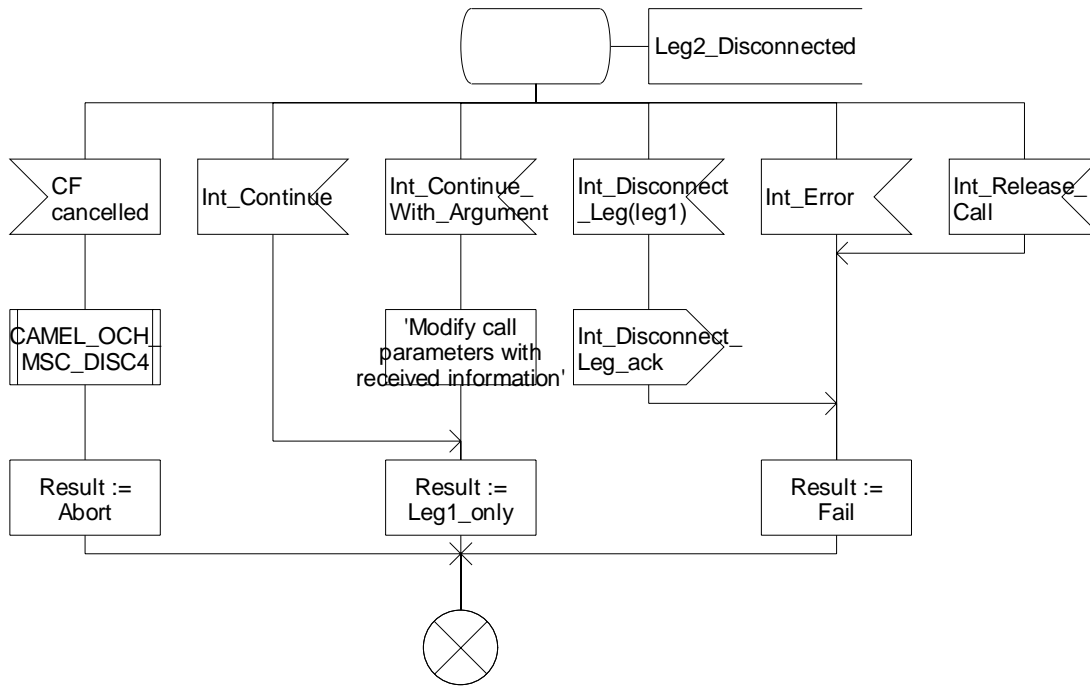 Leg2_Disconnected
CF
cancelled
Int_Continue
Int_Continue_
With_Argument
Int_Disconnect
_Leg(leg1)
Int_Error
Int_Release_
Call
CAMEL_OCH_
MSC_DISC4
'Modify call
parameters with
received information'
Int_Disconnect_
Leg_ack
Result :=
Abort
Result :=
Leg1_only
Result :=
Fail